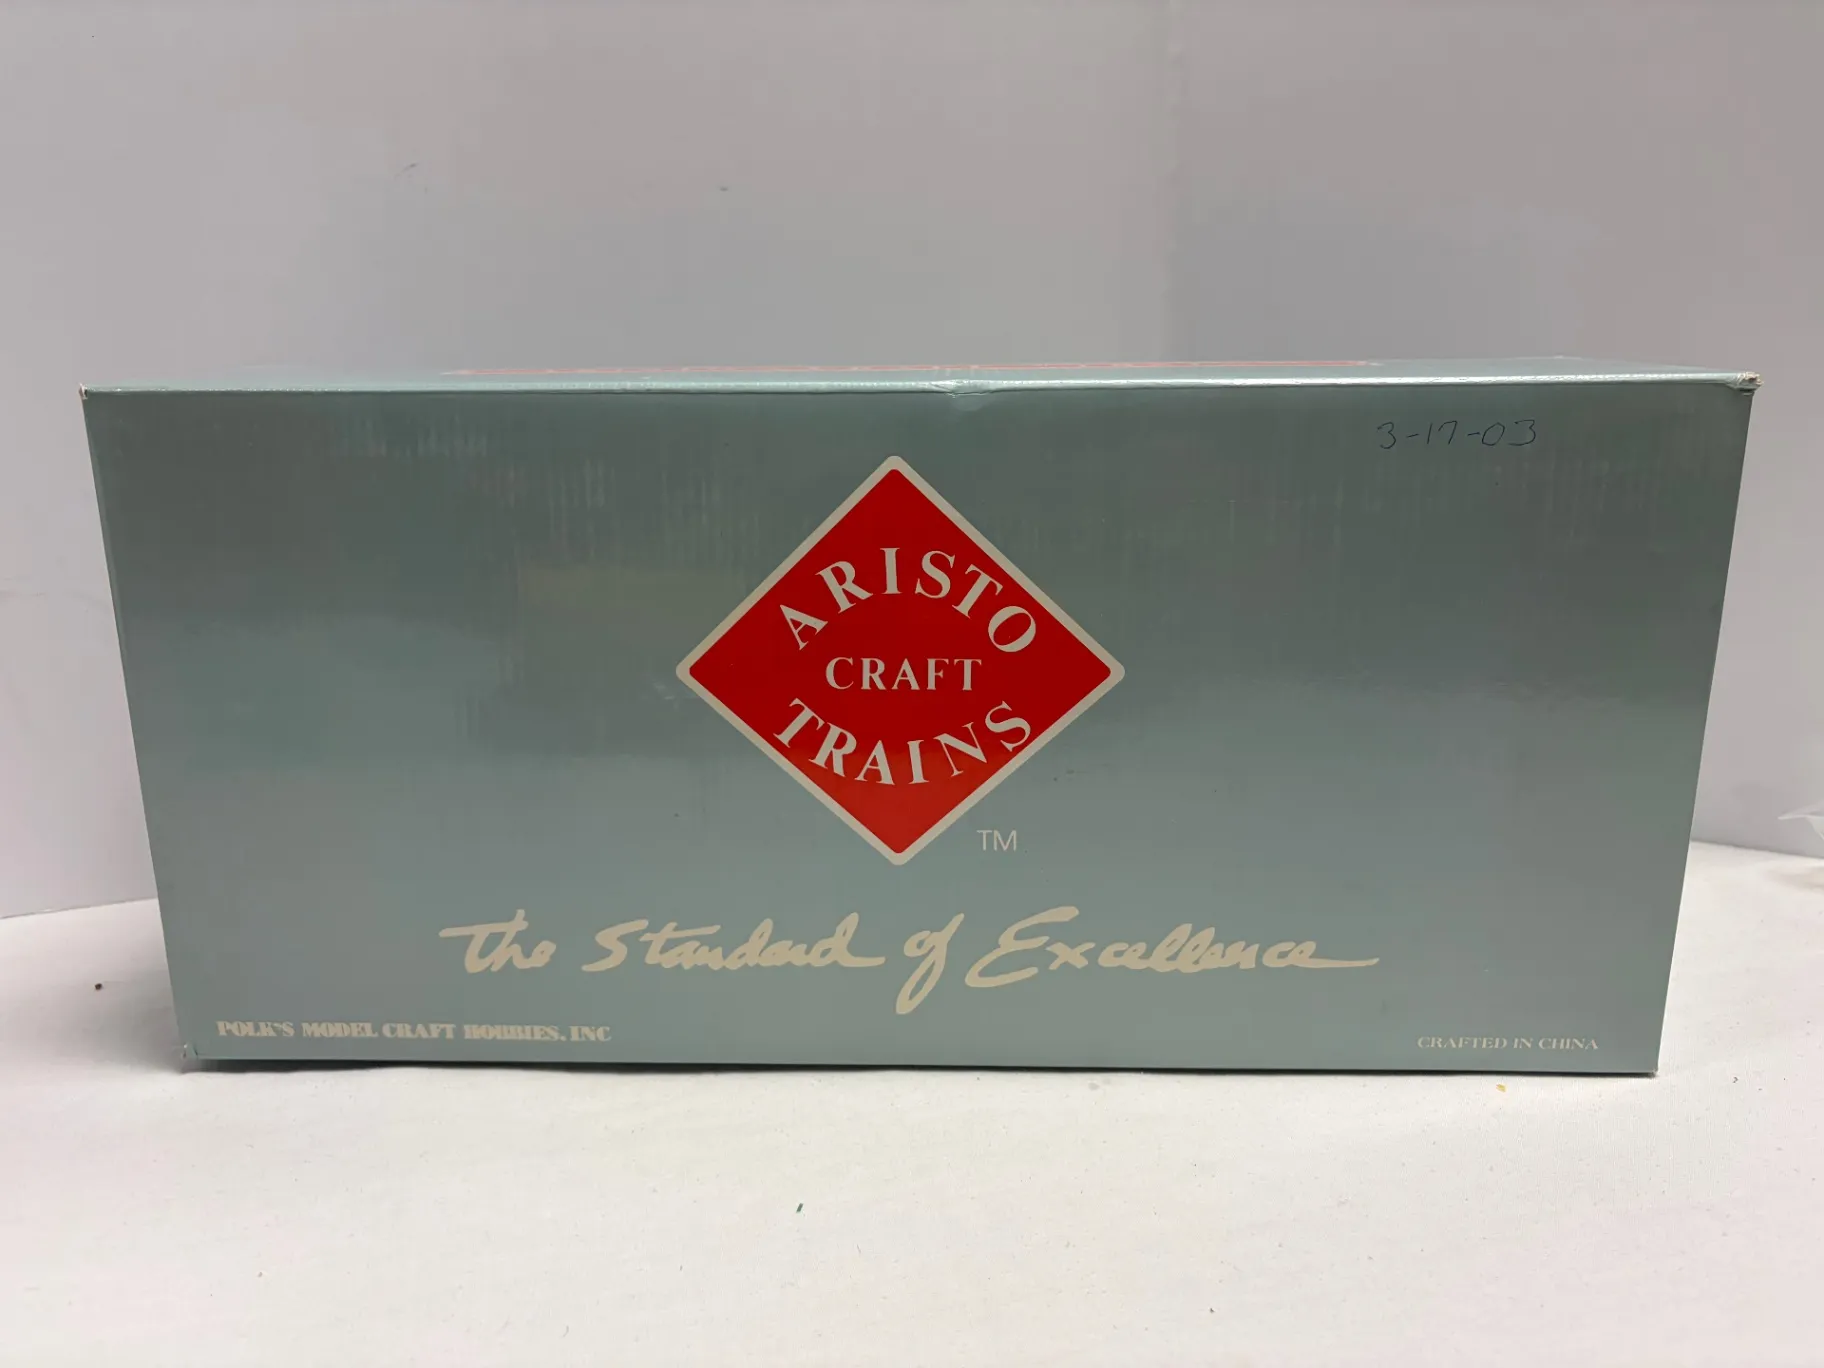 3-17-03
ARISTO
CRAFT
TRAINS
TM
The Standard of Excellence
POLK'S MODEL CRAFT HOBBIES, INC
CRAFTED IN CHINA